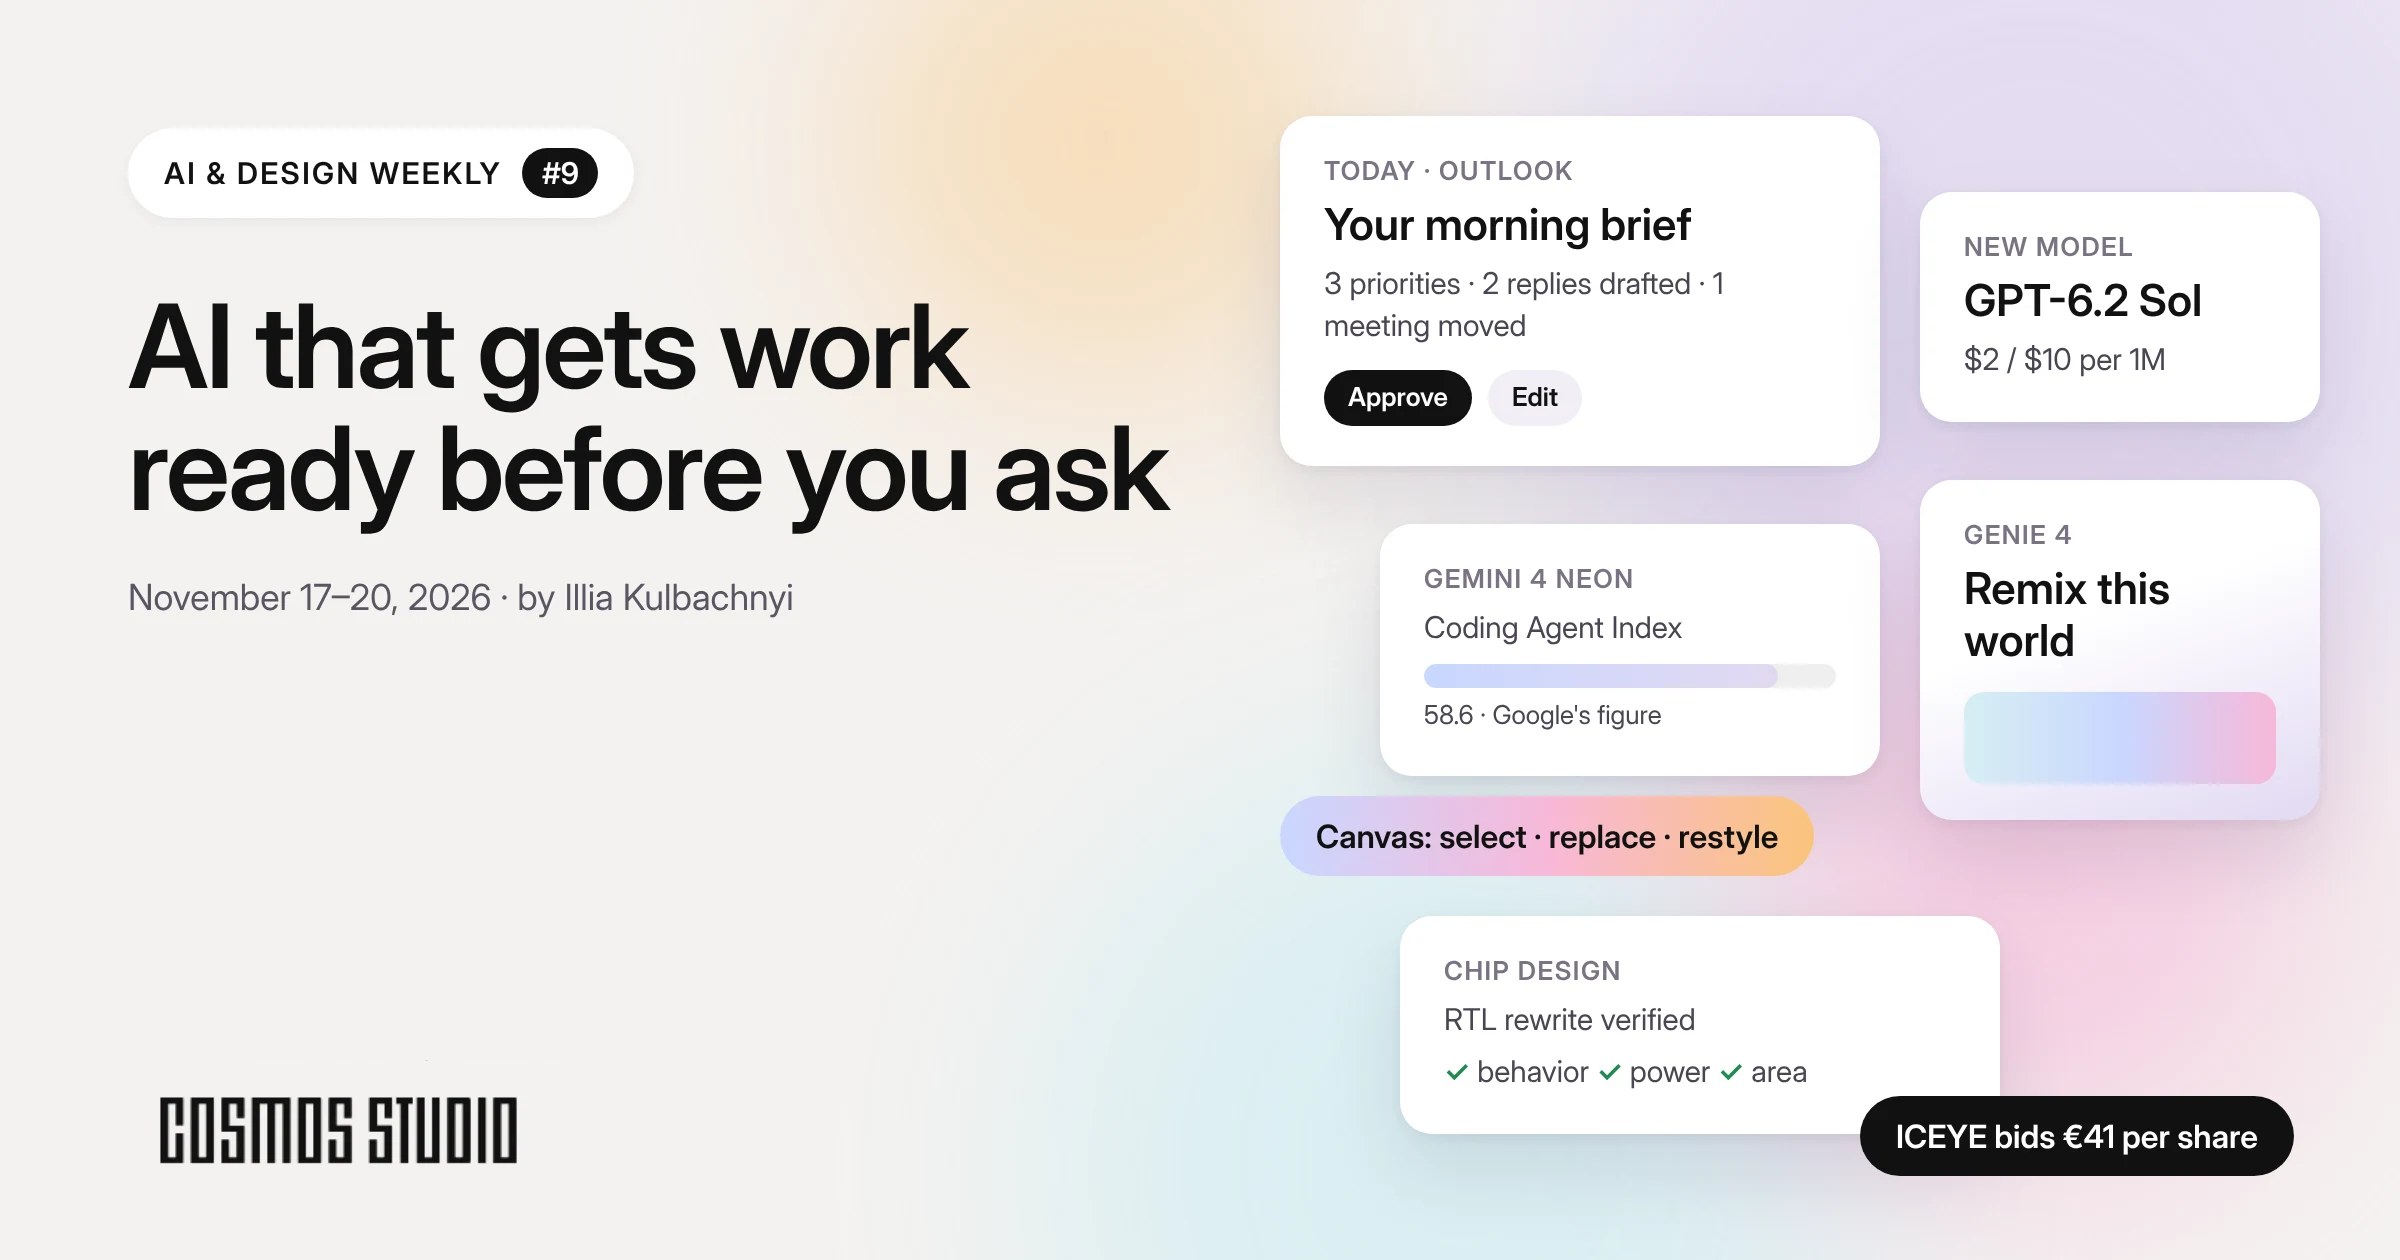 AI & DESIGN WEEKLY #9
AI that gets work
ready before you ask
November 17–20, 2026 · by Illia Kulbachnyi
COSMOS STUDIO
TODAY · OUTLOOK
Your morning brief
3 priorities · 2 replies drafted · 1
meeting moved
Approve Edit
NEW MODEL
GPT-6.2 Sol
$2 / $10 per 1M
GEMINI 4 NEON
Coding Agent Index
58.6 · Google's figure
GENIE 4
Remix this
world
Canvas: select · replace · restyle
CHIP DESIGN
RTL rewrite verified
✓ behavior ✓ power ✓ area
ICEYE bids €41 per share